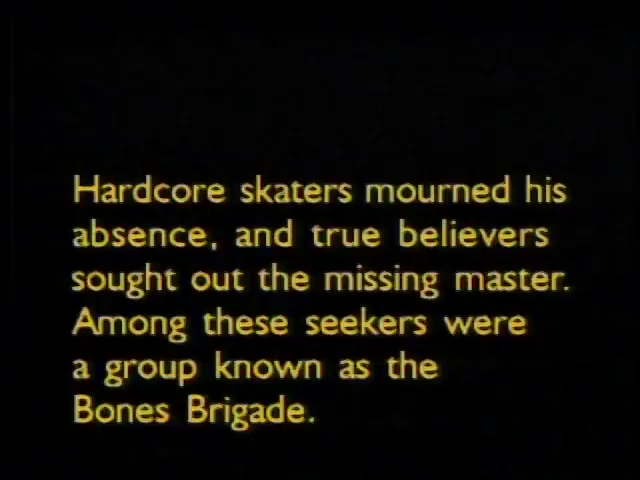 Hardcore skaters mourned his
absence, and true believers
sought out the missing master.
Among these seekers were
a group known as the
Bones Brigade.